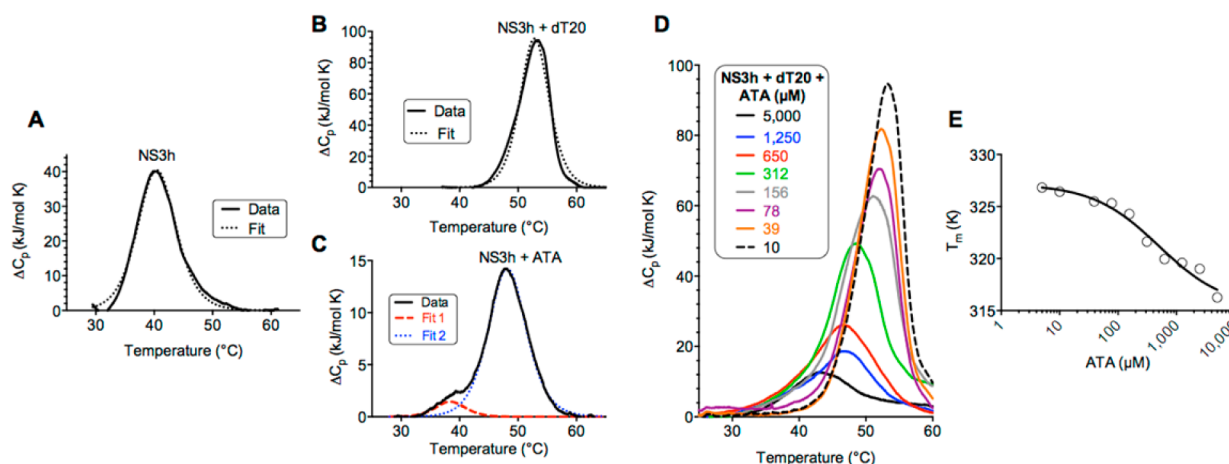 A
NS3h
ΔCp (kJ/mol K)
40
30
20
10
0
30
40
50
60
Temperature (°C)
Data
Fit
B
NS3h + dT20
ΔCp (kJ/mol K)
100
80
60
40
20
0
30
40
50
60
Data
Fit
C
NS3h + ATA
ΔCp (kJ/mol K)
15
10
5
0
30
40
50
60
Temperature (°C)
Data
Fit 1
Fit 2
D
ΔCp (kJ/mol K)
100
80
60
40
20
0
30
40
50
60
Temperature (°C)
NS3h + dT20 +
ATA (μM)
5,000
1,250
650
312
156
78
39
10
E
Tm (K)
330
325
320
315
1
10
100
1,000
10,000
ATA (μM)